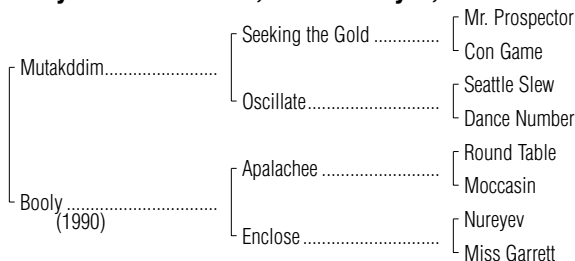 Mr. Prospector
Seeking the Gold ..............
Con Game
Mutakddim........................
Seattle Slew
Oscillate............................
Dance Number
Round Table
Apalachee .........................
Moccasin
Booly ................................
(1990)
Nureyev
Enclose.............................
Miss Garrett